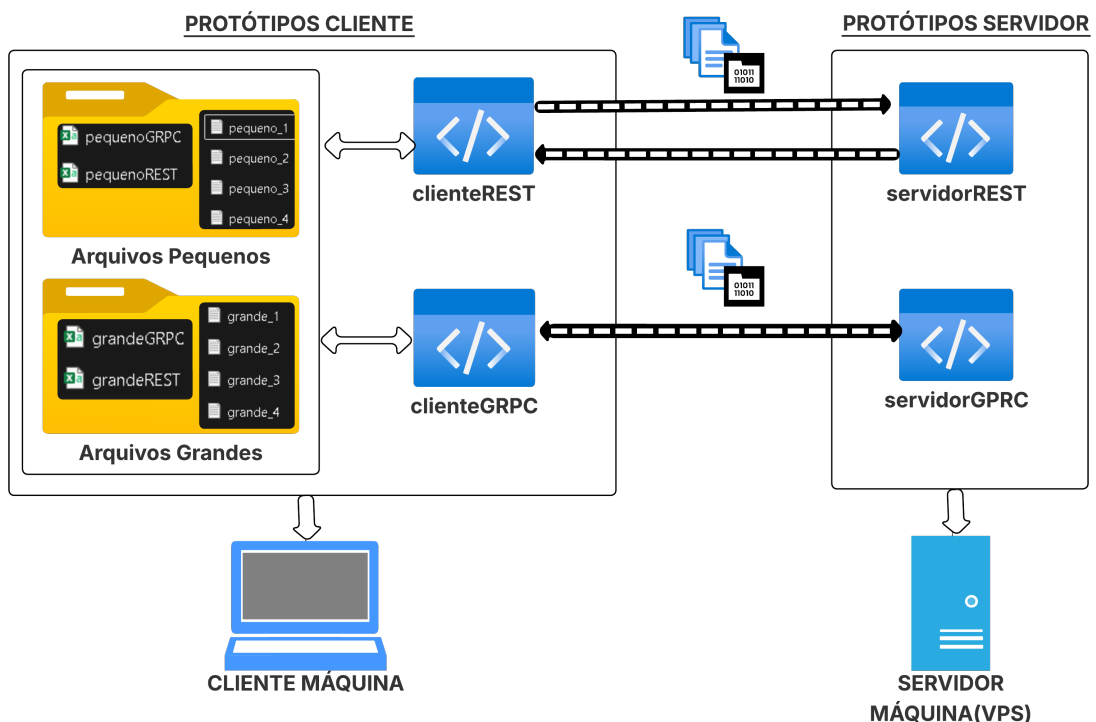 PROTÓTIPOS CLIENTE
PROTÓTIPOS SERVIDOR
pequenoGRPC
pequenoREST
pequeno_1
pequeno_2
pequeno_3
pequeno_4
Arquivos Pequenos
grandeGRPC
grandeREST
grande_1
grande_2
grande_3
grande_4
Arquivos Grandes
clienteREST
clienteGRPC
01011
11010
01011
11010
servidorREST
servidorGPRC
CLIENTE MÁQUINA
SERVIDOR
MÁQUINA(VPS)